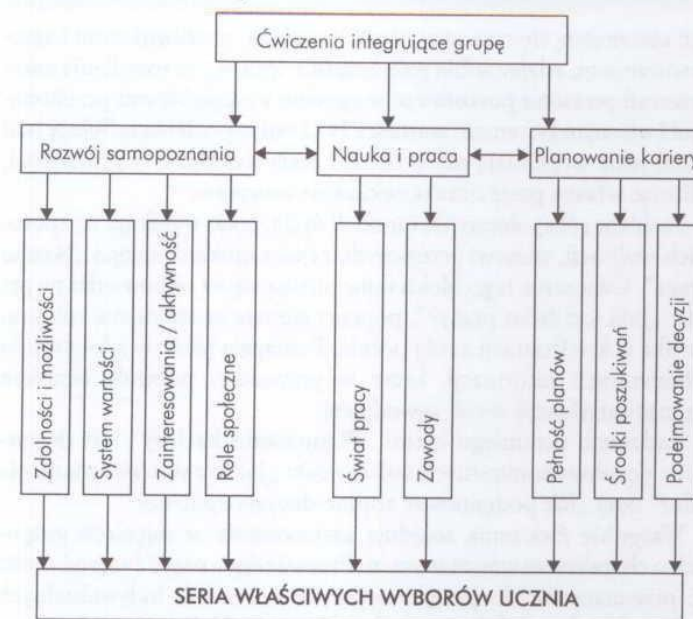 Ćwiczenia integrujące grupę
Rozwój samopoznania
Nauka i praca
Planowanie kariery
Zdolności i możliwości
System wartości
Zainteresowania / aktywność
Role społeczne
Świat pracy
Zawody
Pełność planów
Środki poszukiwań
Podejmowanie decyzji
SERIA WŁAŚCIWYCH WYBORÓW UCZNIA